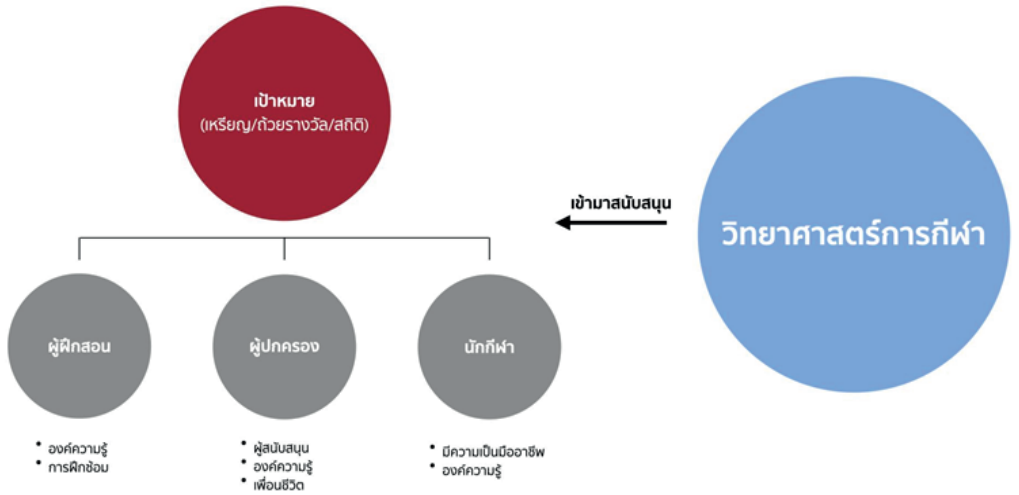 เป้าหมาย
(เหรียญ/ถ้วยรางวัล/สถิติ)
เข้ามาสนับสนุน
วิทยาศาสตร์การกีฬา
ผู้ฝึกสอน
ผู้ปกครอง
นักกีฬา
• องค์ความรู้
• การฝึกซ้อม
• ผู้สนับสนุน
• องค์ความรู้
• เพื่อนชีวิต
• มีความเป็นมืออาชีพ
• องค์ความรู้